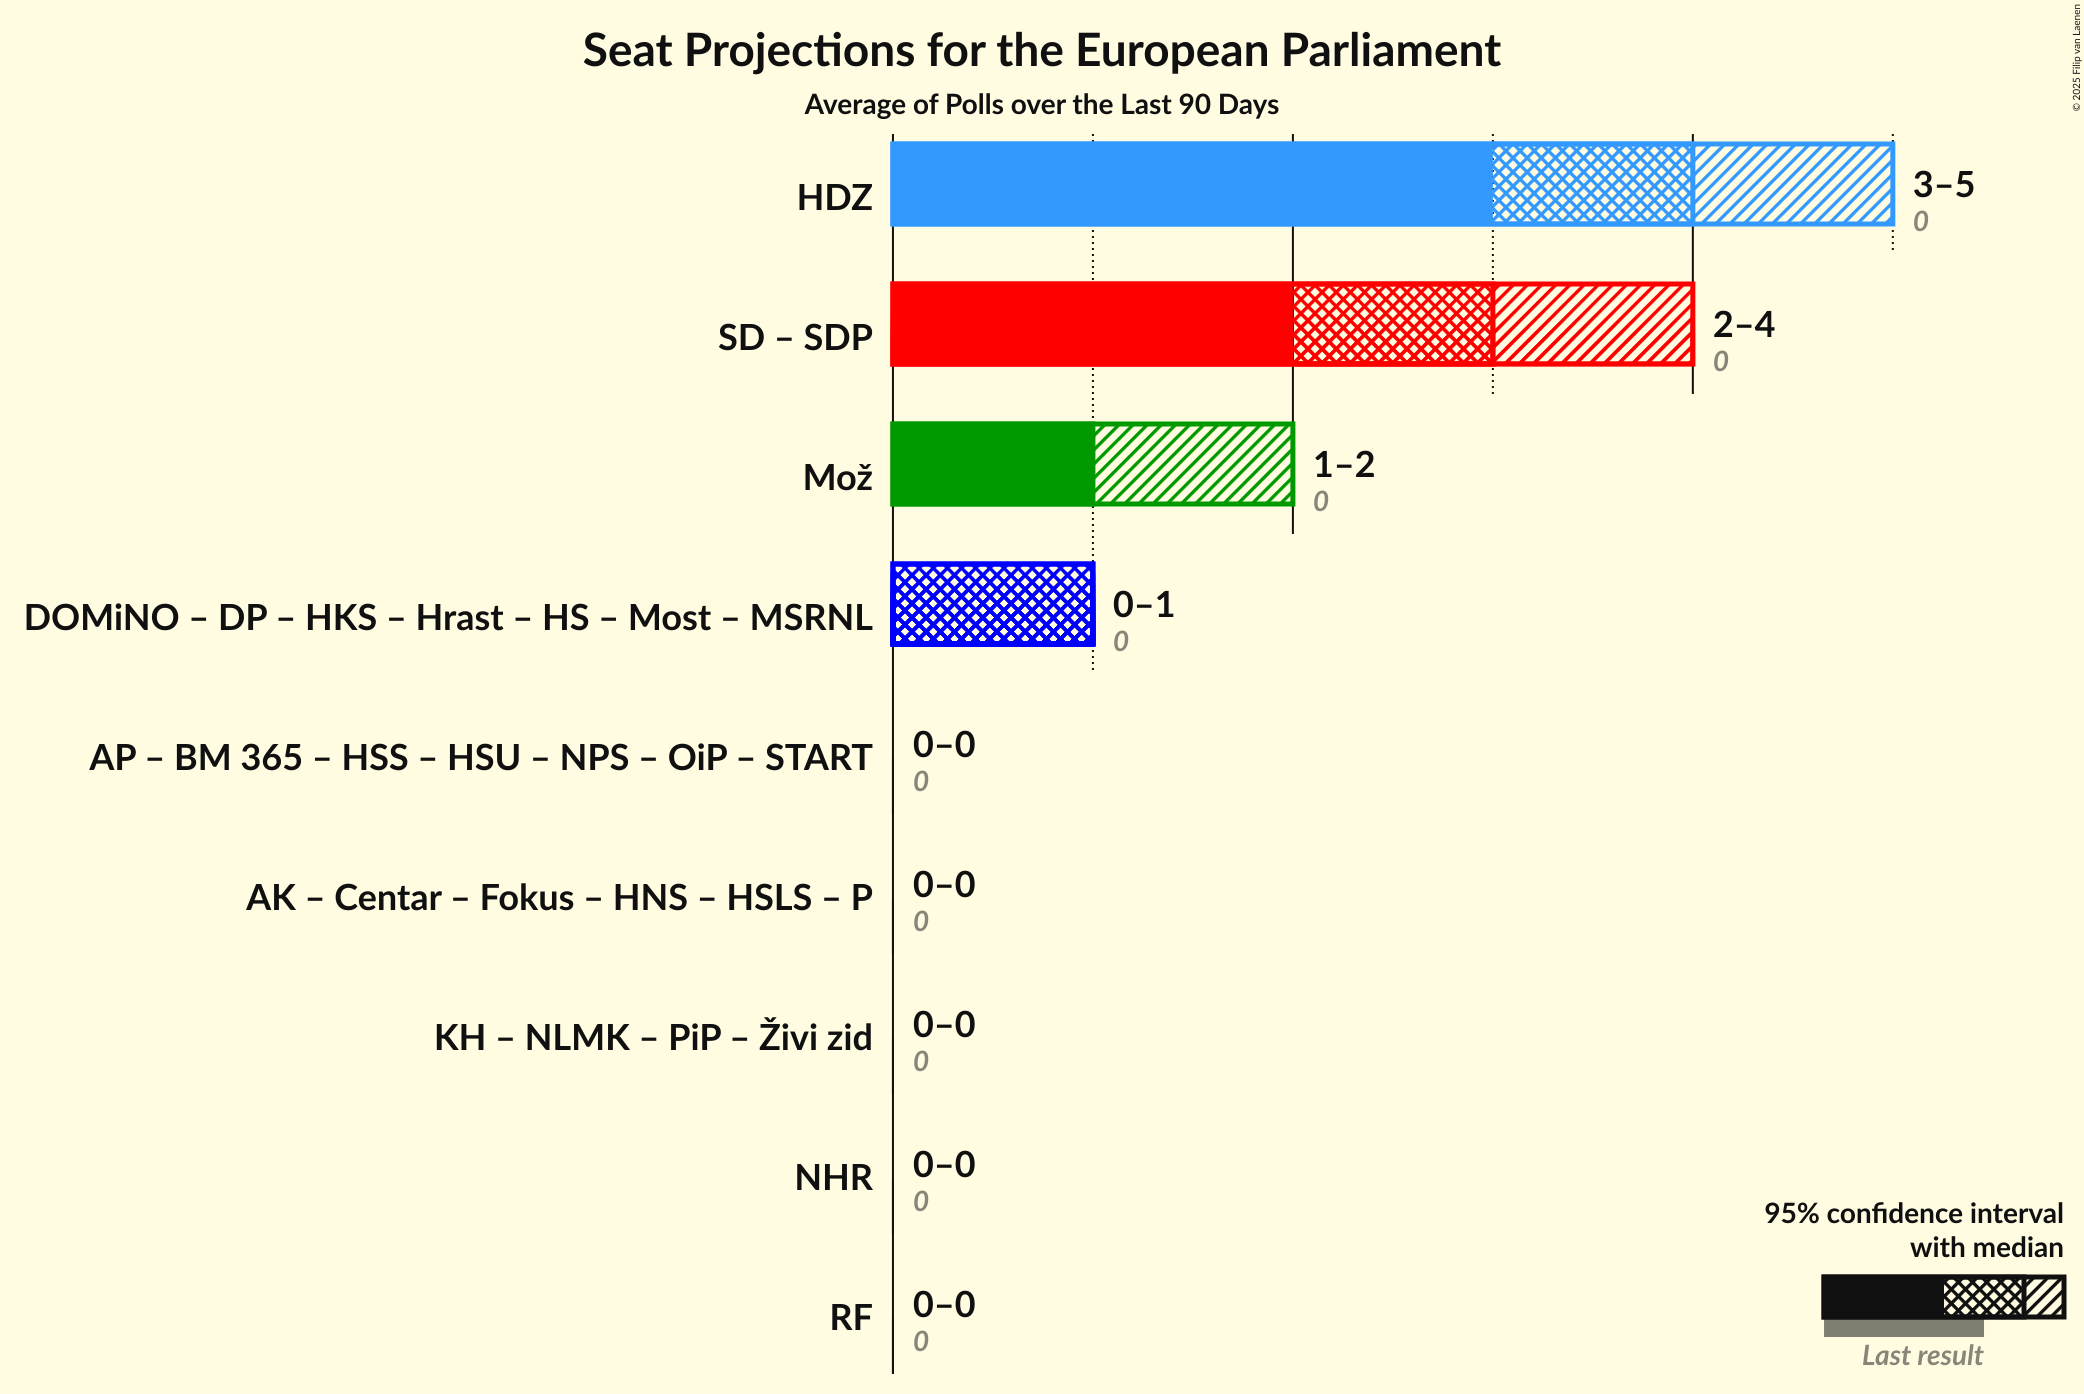 Seat Projections for the European Parliament
Average of Polls over the Last 90 Days
© 2025 Filip van Laenen
HDZ
3–5
0
SD – SDP
2–4
0
Mož
1–2
0
DOMiNO – DP – HKS – Hrast – HS – Most – MSRNL
0–1
0
AP – BM 365 – HSS – HSU – NPS – OiP – START
0–0
0
AK – Centar – Fokus – HNS – HSLS – P
0–0
0
KH – NLMK – PiP – Živi zid
0–0
0
NHR
0–0
0
RF
0–0
0
95% confidence interval
with median
Last result